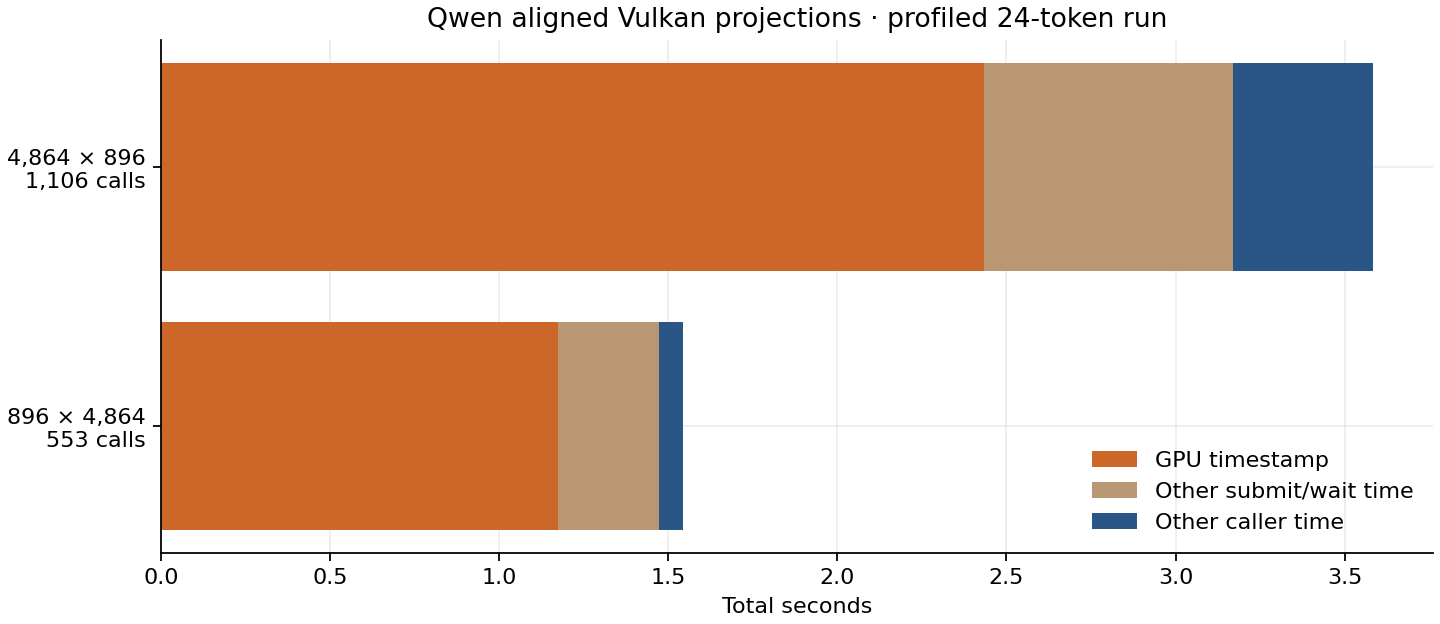 Qwen aligned Vulkan projections · profiled 24-token run
4,864 × 896
1,106 calls
896 × 4,864
553 calls
GPU timestamp
Other submit/wait time
Other caller time
0.0 0.5 1.0 1.5 2.0 2.5 3.0 3.5
Total seconds